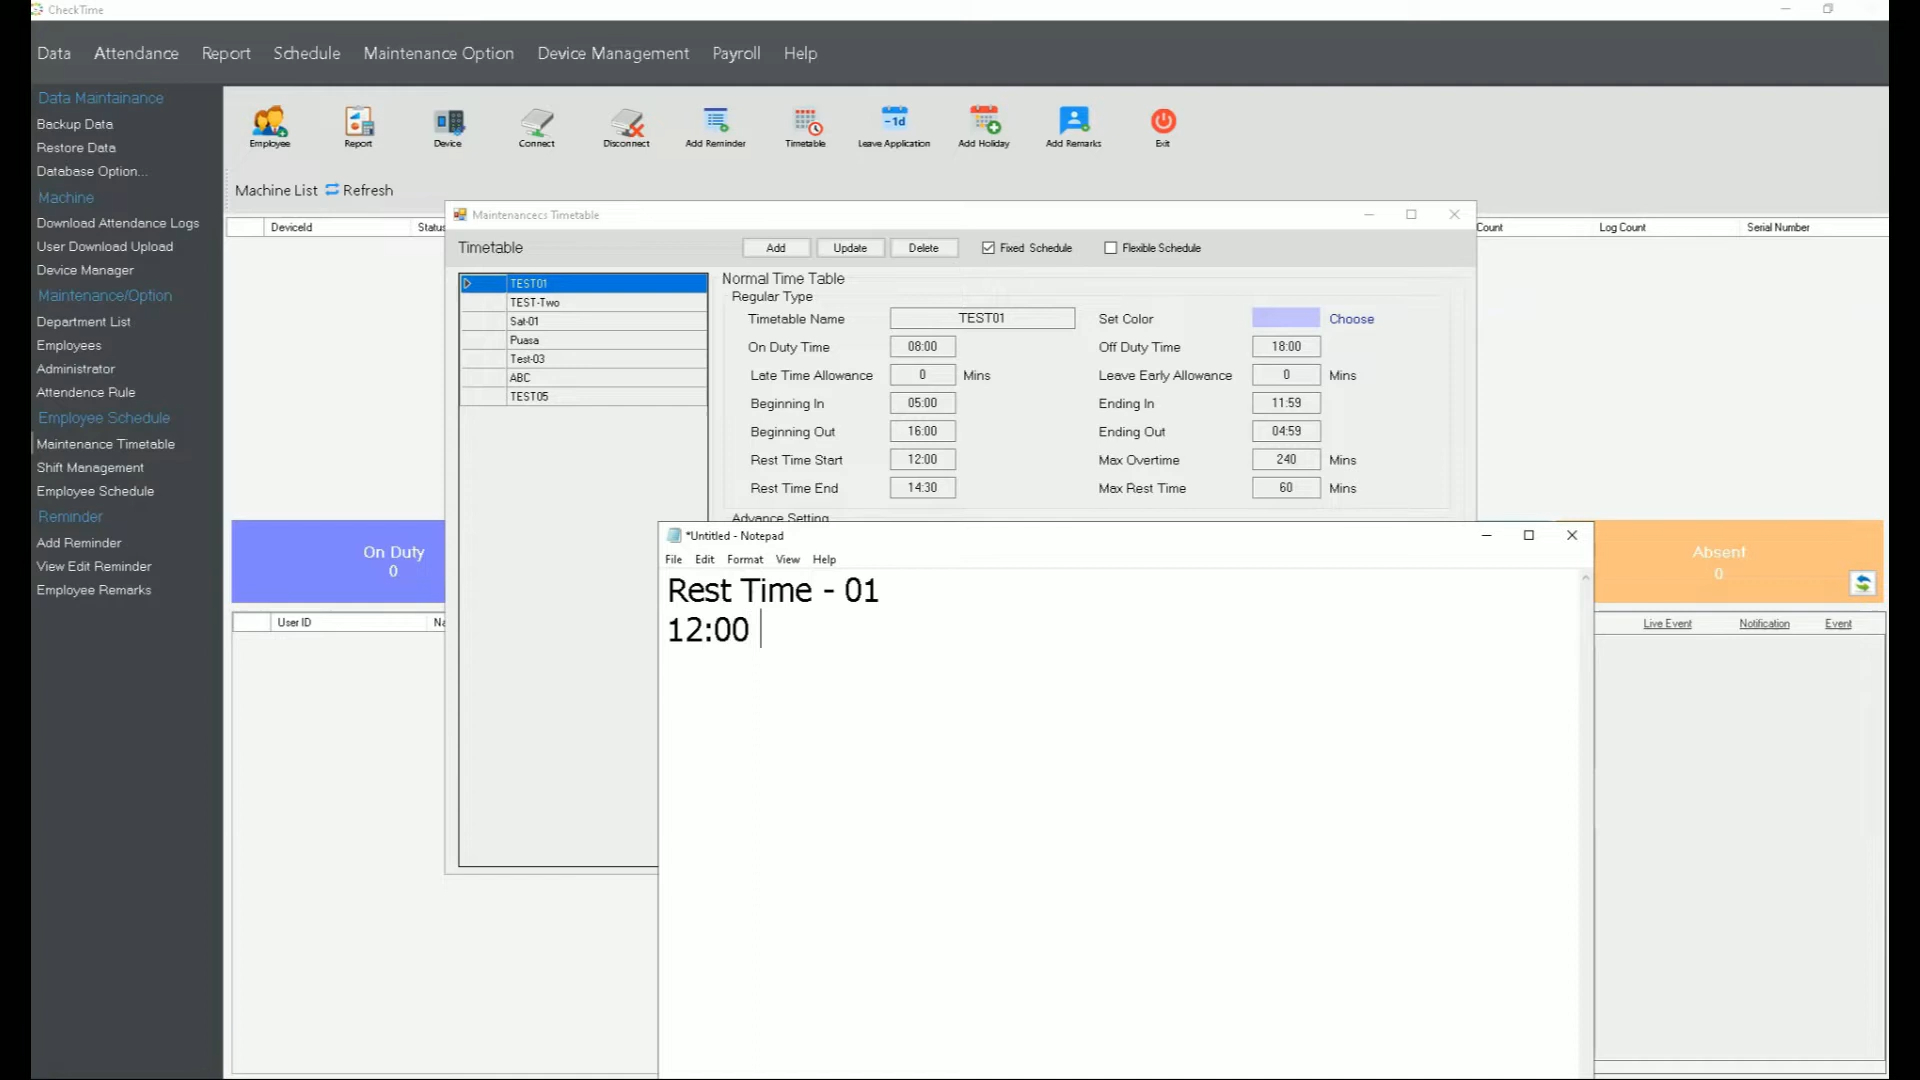 CheckTime
Data Attendance Report Schedule Maintenance Option Device Management Payroll Help
Data Maintainance
Backup Data
Restore Data
Database Option...
Machine
Download Attendance Logs
User Download Upload
Device Manager
Maintenance/Option
Department List
Employees
Administrator
Attendence Rule
Employee Schedule
Maintenance Timetable
Shift Management
Employee Schedule
Reminder
Add Reminder
View Edit Reminder
Employee Remarks
Employee Report Device Connect Disconnect Add Reminder Timetable -1d Leave Application Add Holiday Add Remarks Exit
Machine List Refresh
DeviceId Status Count Log Count Serial Number
Maintenancecs Timetable
Timetable Add Update Delete Fixed Schedule Flexible Schedule
TEST01
TEST-Two
Sat-01
Puasa
Test-03
ABC
TEST05
Normal Time Table
Regular Type
Timetable Name TEST01 Set Color Choose
On Duty Time 08:00 Off Duty Time 18:00
Late Time Allowance 0 Mins Leave Early Allowance 0 Mins
Beginning In 05:00 Ending In 11:59
Beginning Out 16:00 Ending Out 04:59
Rest Time Start 12:00 Max Overtime 240 Mins
Rest Time End 14:30 Max Rest Time 60 Mins
Advance Setting
*Untitled - Notepad
File Edit Format View Help
Rest Time - 01
12:00
On Duty
0
Absent
0
User ID Na
Live Event Notification Event